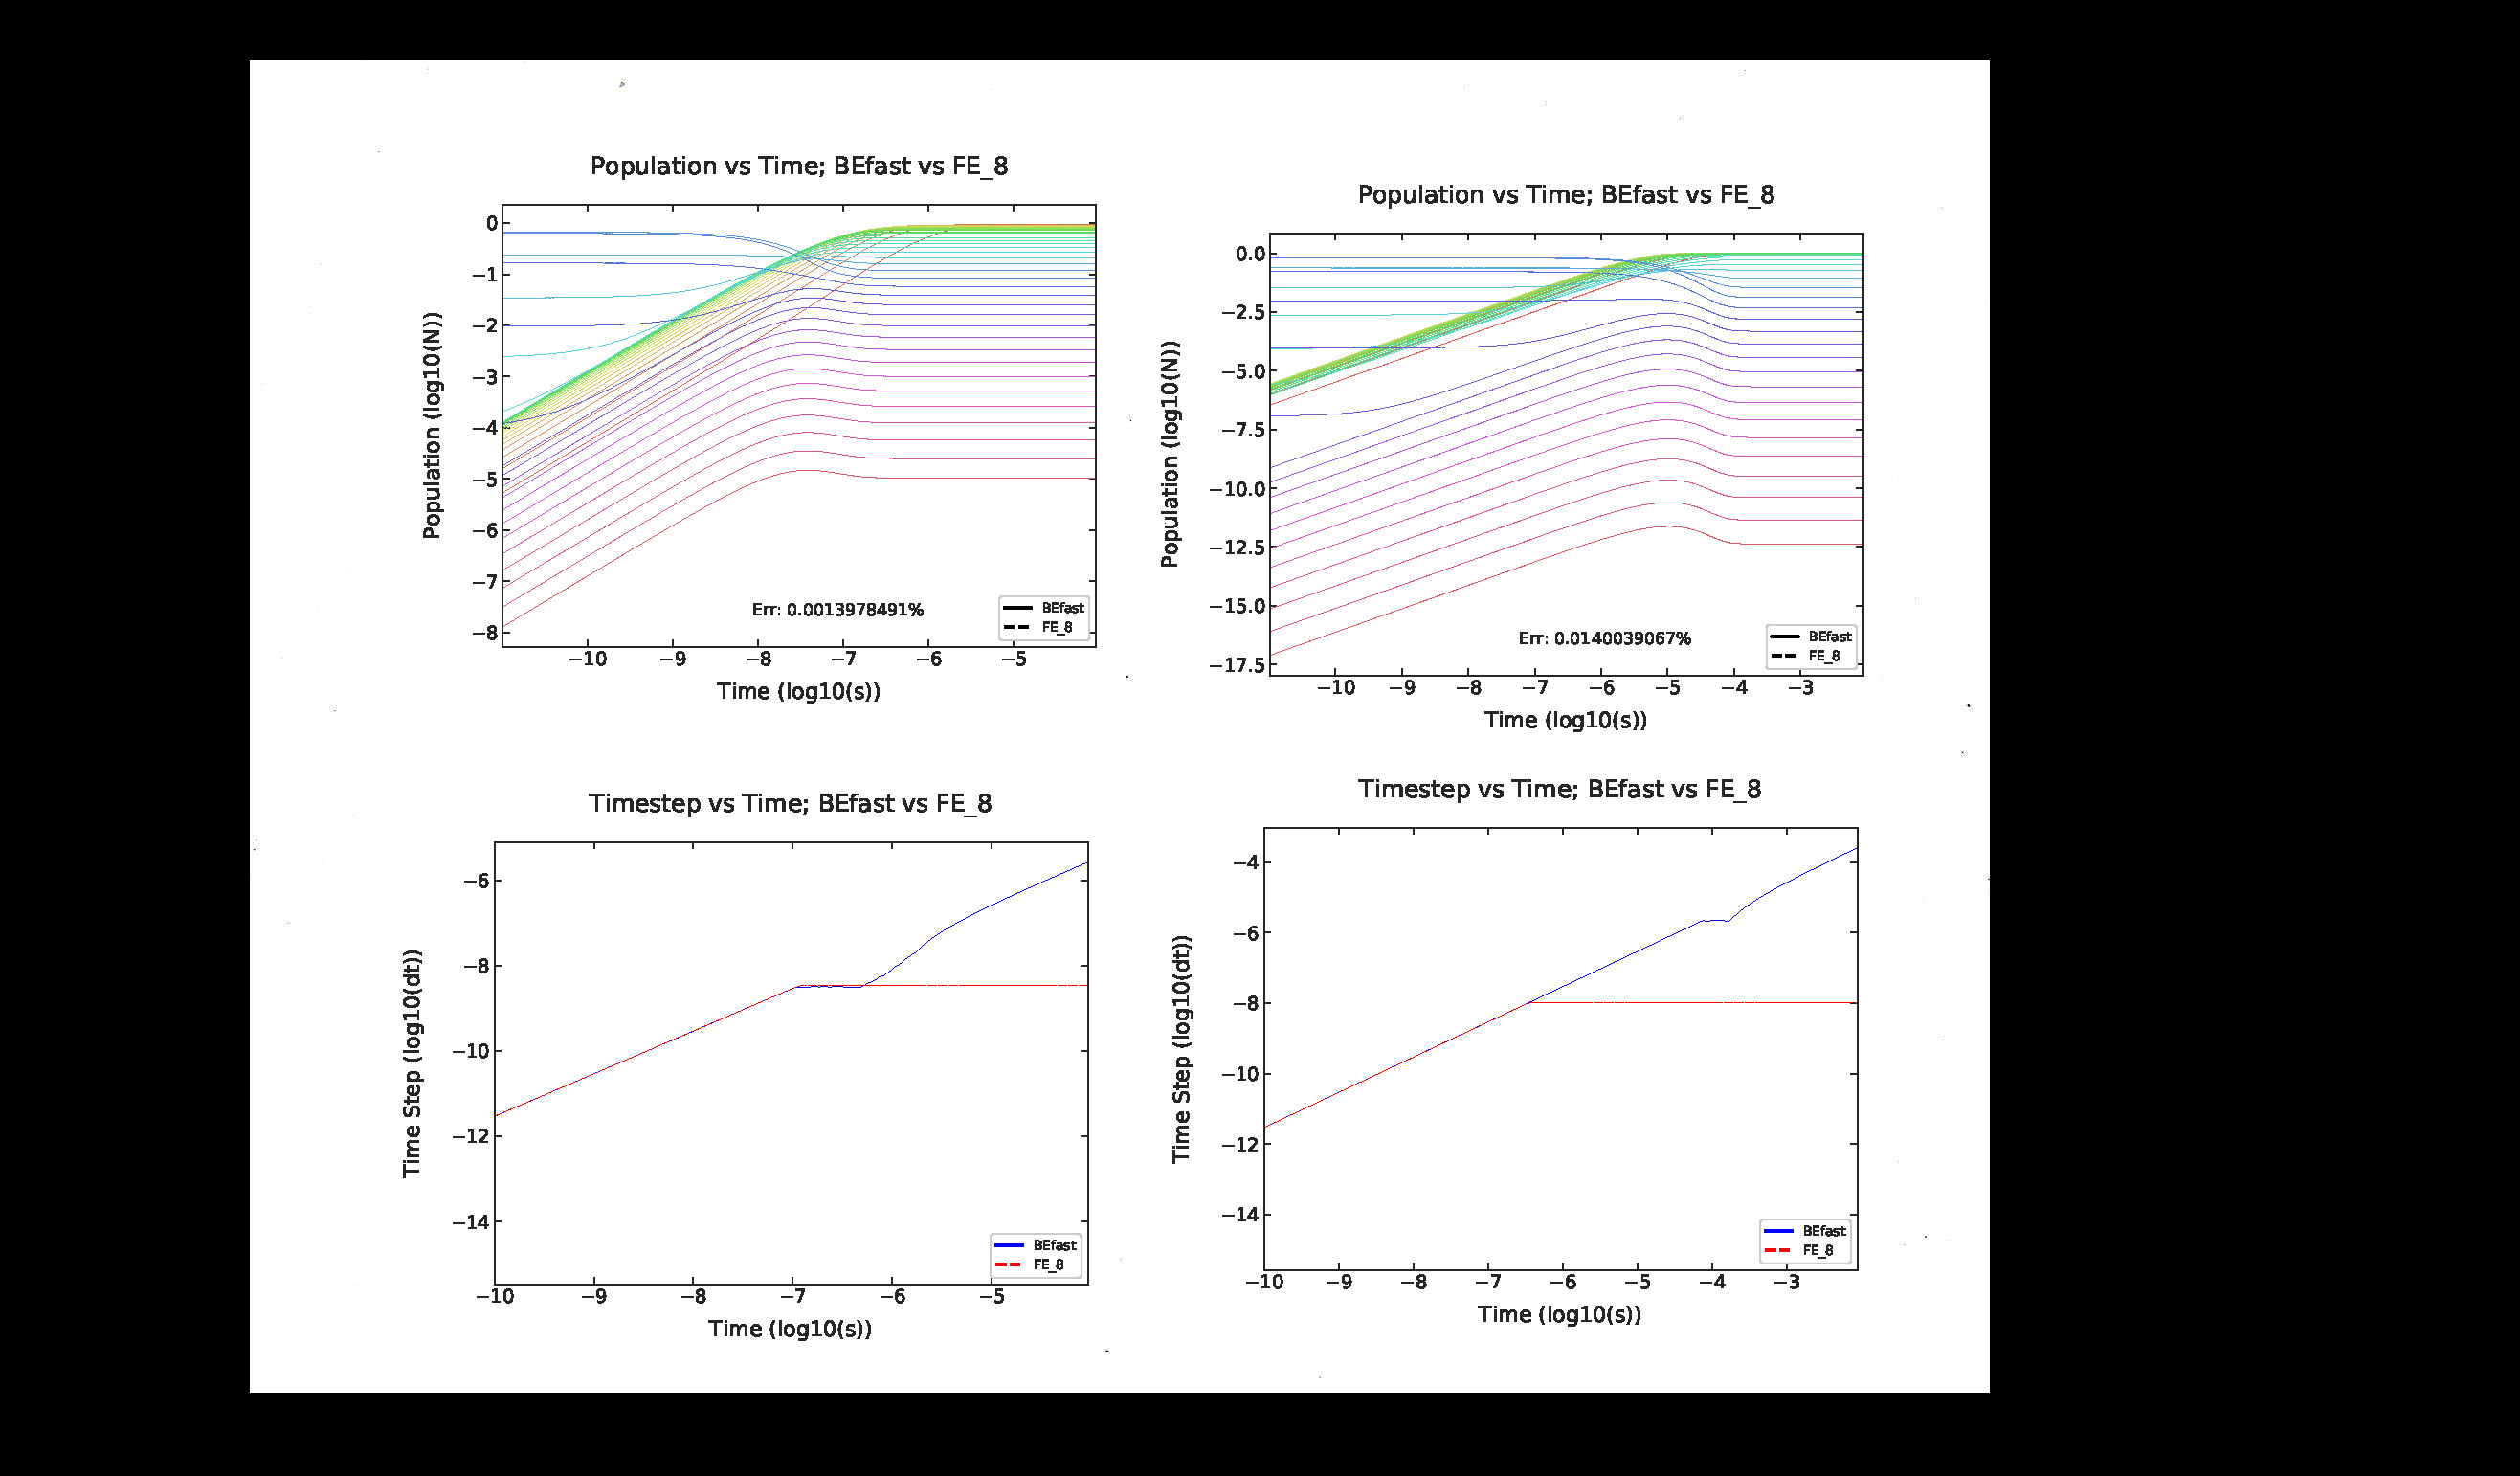 Population vs Time; BEfast vs FE_8
Population (log10(N))
0
−1
−2
−3
−4
−5
−6
−7
−8
Err: 0.0013978491%
BEfast
FE_8
−10 −9 −8 −7 −6 −5
Time (log10(s))
Population vs Time; BEfast vs FE_8
Population (log10(N))
0.0
−2.5
−5.0
−7.5
−10.0
−12.5
−15.0
−17.5
Err: 0.0140039067%
BEfast
FE_8
−10 −9 −8 −7 −6 −5 −4 −3
Time (log10(s))
Timestep vs Time; BEfast vs FE_8
Time Step (log10(dt))
−6
−8
−10
−12
−14
BEfast
FE_8
−10 −9 −8 −7 −6 −5
Time (log10(s))
Timestep vs Time; BEfast vs FE_8
Time Step (log10(dt))
−4
−6
−8
−10
−12
−14
BEfast
FE_8
−10 −9 −8 −7 −6 −5 −4 −3
Time (log10(s))